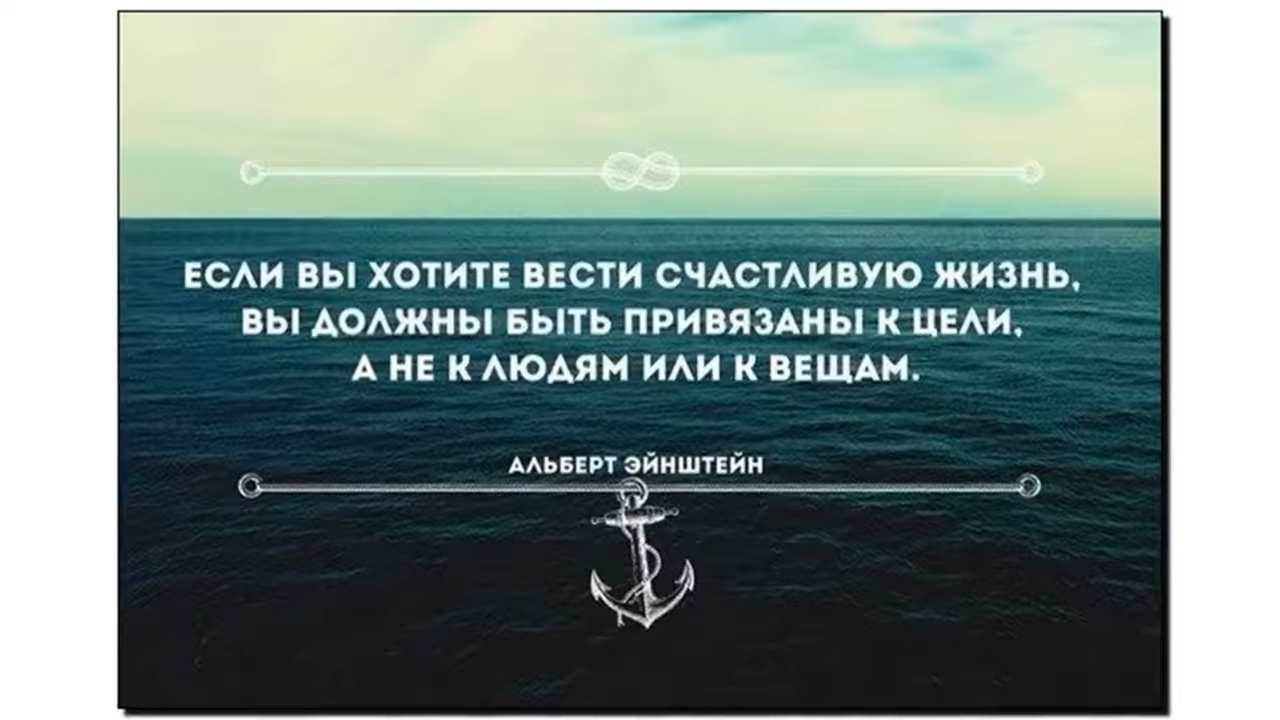 ЕСЛИ ВЫ ХОТИТЕ ВЕСТИ СЧАСТЛИВУЮ ЖИЗНЬ,
ВЫ ДОЛЖНЫ БЫТЬ ПРИВЯЗАНЫ К ЦЕЛИ,
А НЕ К ЛЮДЯМ ИЛИ К ВЕЩАМ.
АЛЬБЕРТ ЭЙНШТЕЙН